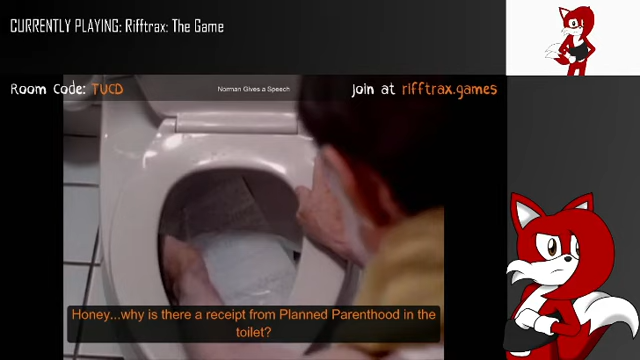 CURRENTLY PLAYING: Rifftrax: The Game
Room Code: TUCD
Norman Gives a Speech
join at rifftrax.games
Honey...why is there a receipt from Planned Parenthood in the
toilet?